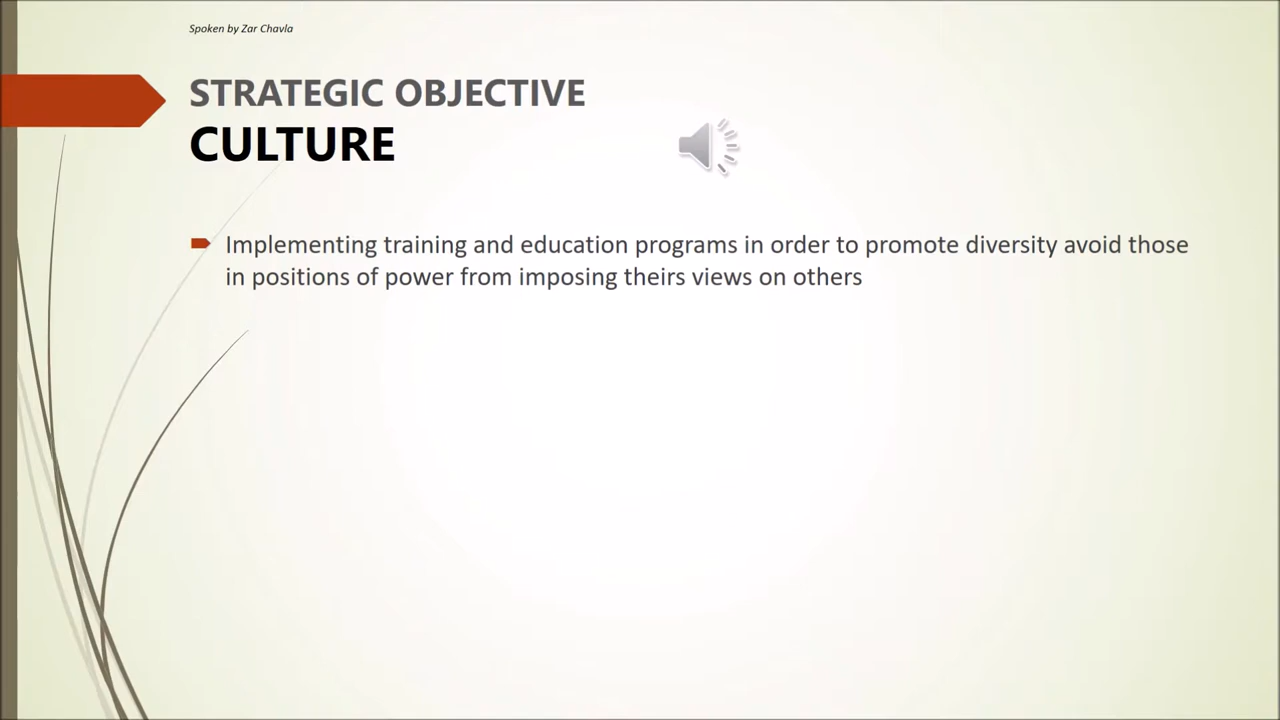 Spoken by Zar Chavla
STRATEGIC OBJECTIVE
CULTURE
Implementing training and education programs in order to promote diversity avoid those
in positions of power from imposing theirs views on others